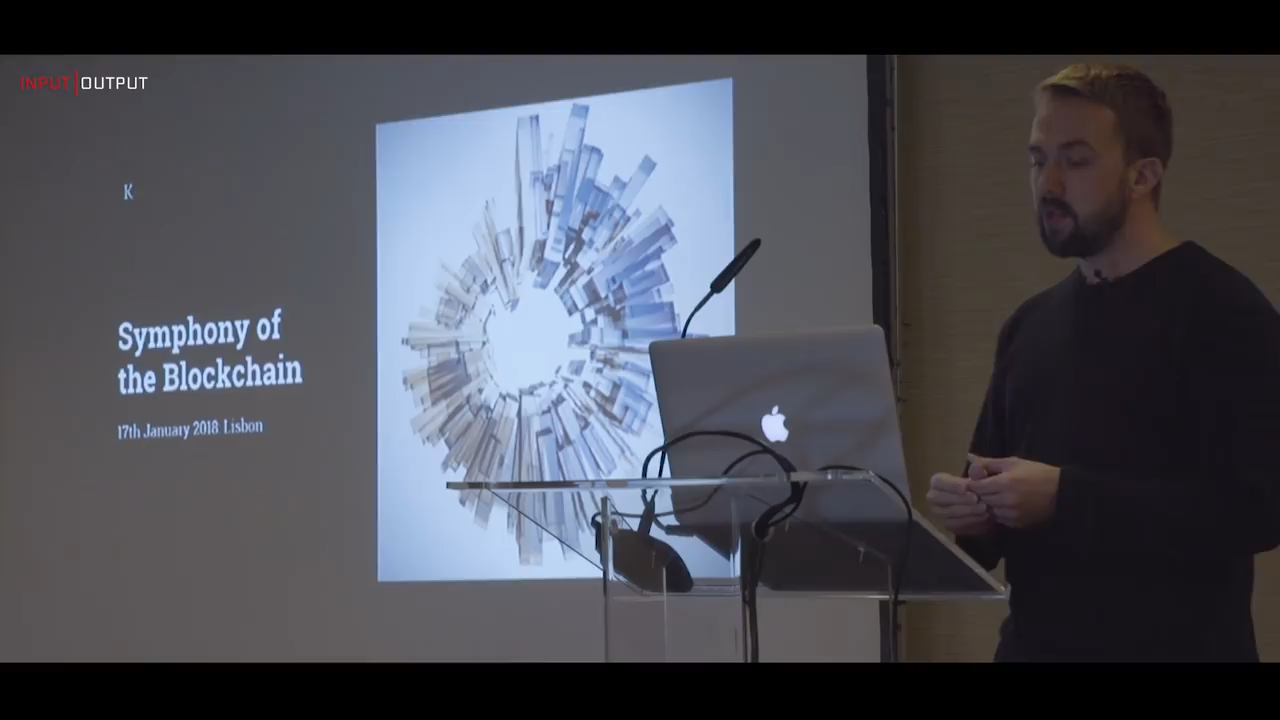 INPUT|OUTPUT
K
Symphony of
the Blockchain
17th January 2018 Lisbon